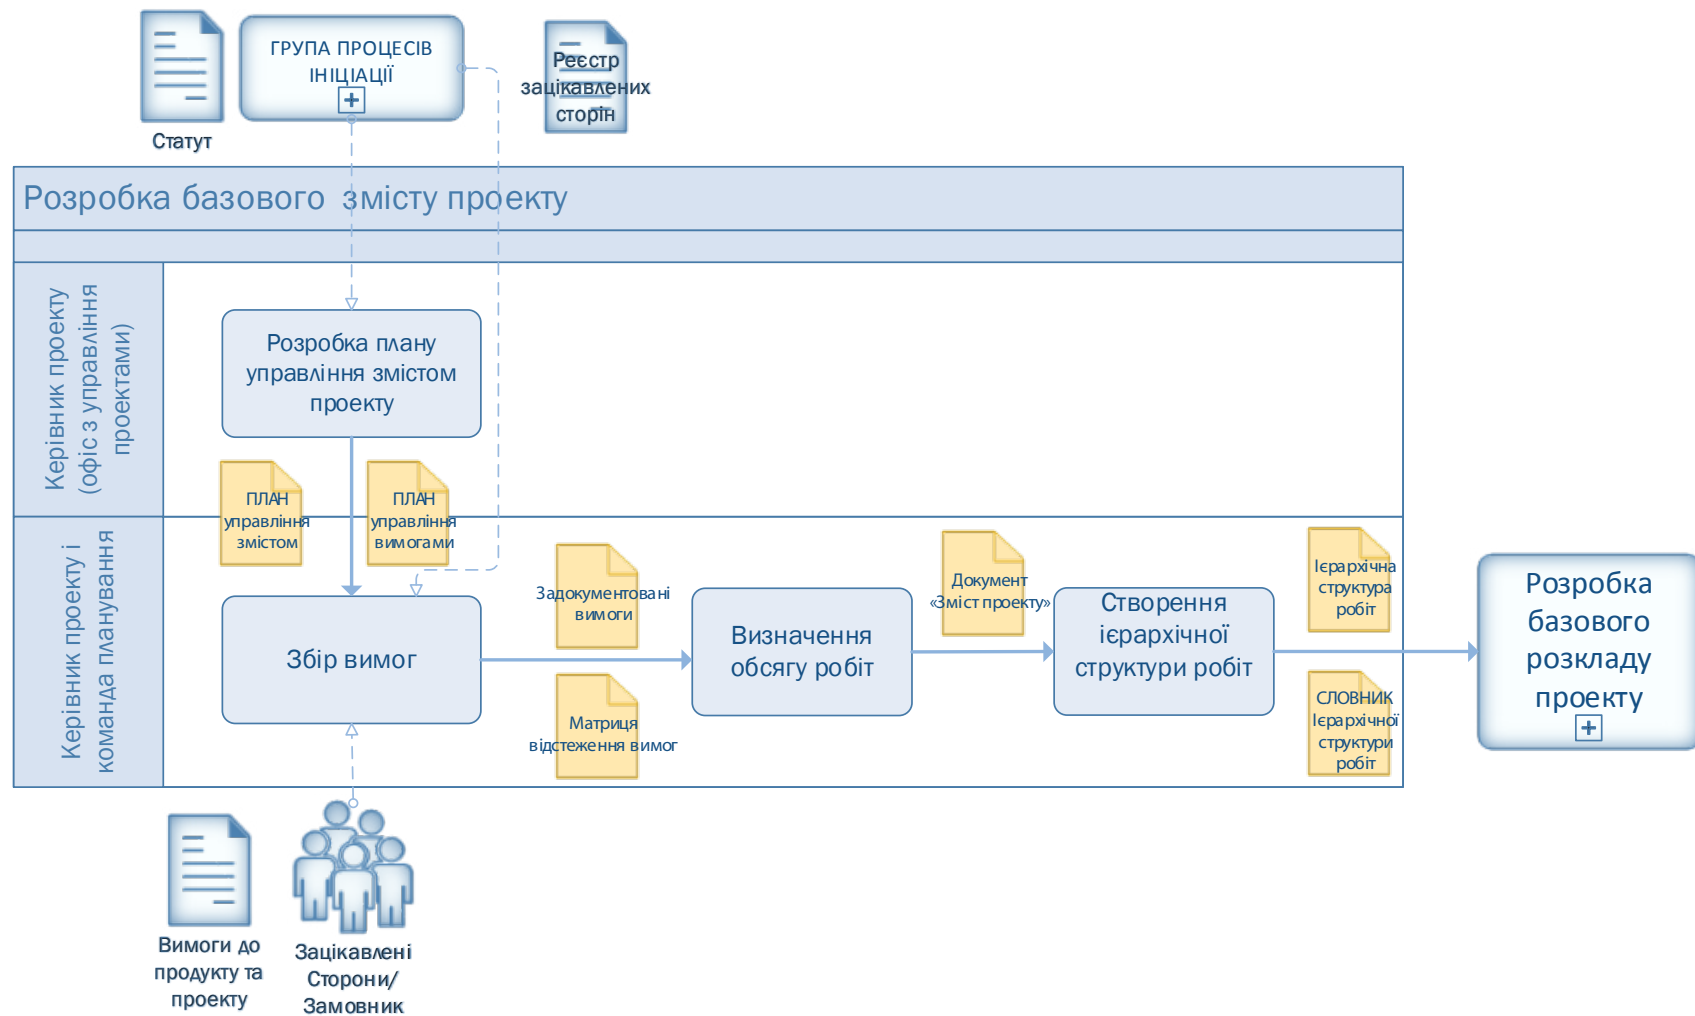 ГРУПА ПРОЦЕСІВ
ІНІЦІАЦІЇ
Статут
Реєстр
зацікавлених
сторін
Розробка базового змісту проекту
Керівник проекту
(офіс з управління
проектами)
Розробка плану
управління змістом
проекту
ПЛАН
управління
змістом
ПЛАН
управління
вимогами
Керівник проекту і
команда планування
Збір вимог
Задокументовані
вимоги
Матриця
відстеження вимог
Визначення
обсягу робіт
Документ
«Зміст проекту»
Створення
ієрархічної
структури робіт
Ієрархічна
структура
робіт
СЛОВНИК
Ієрархічної
структури
робіт
Розробка
базового
розкладу
проекту
Вимоги до
продукту та
проекту
Зацікавлені
Сторони/
Замовник